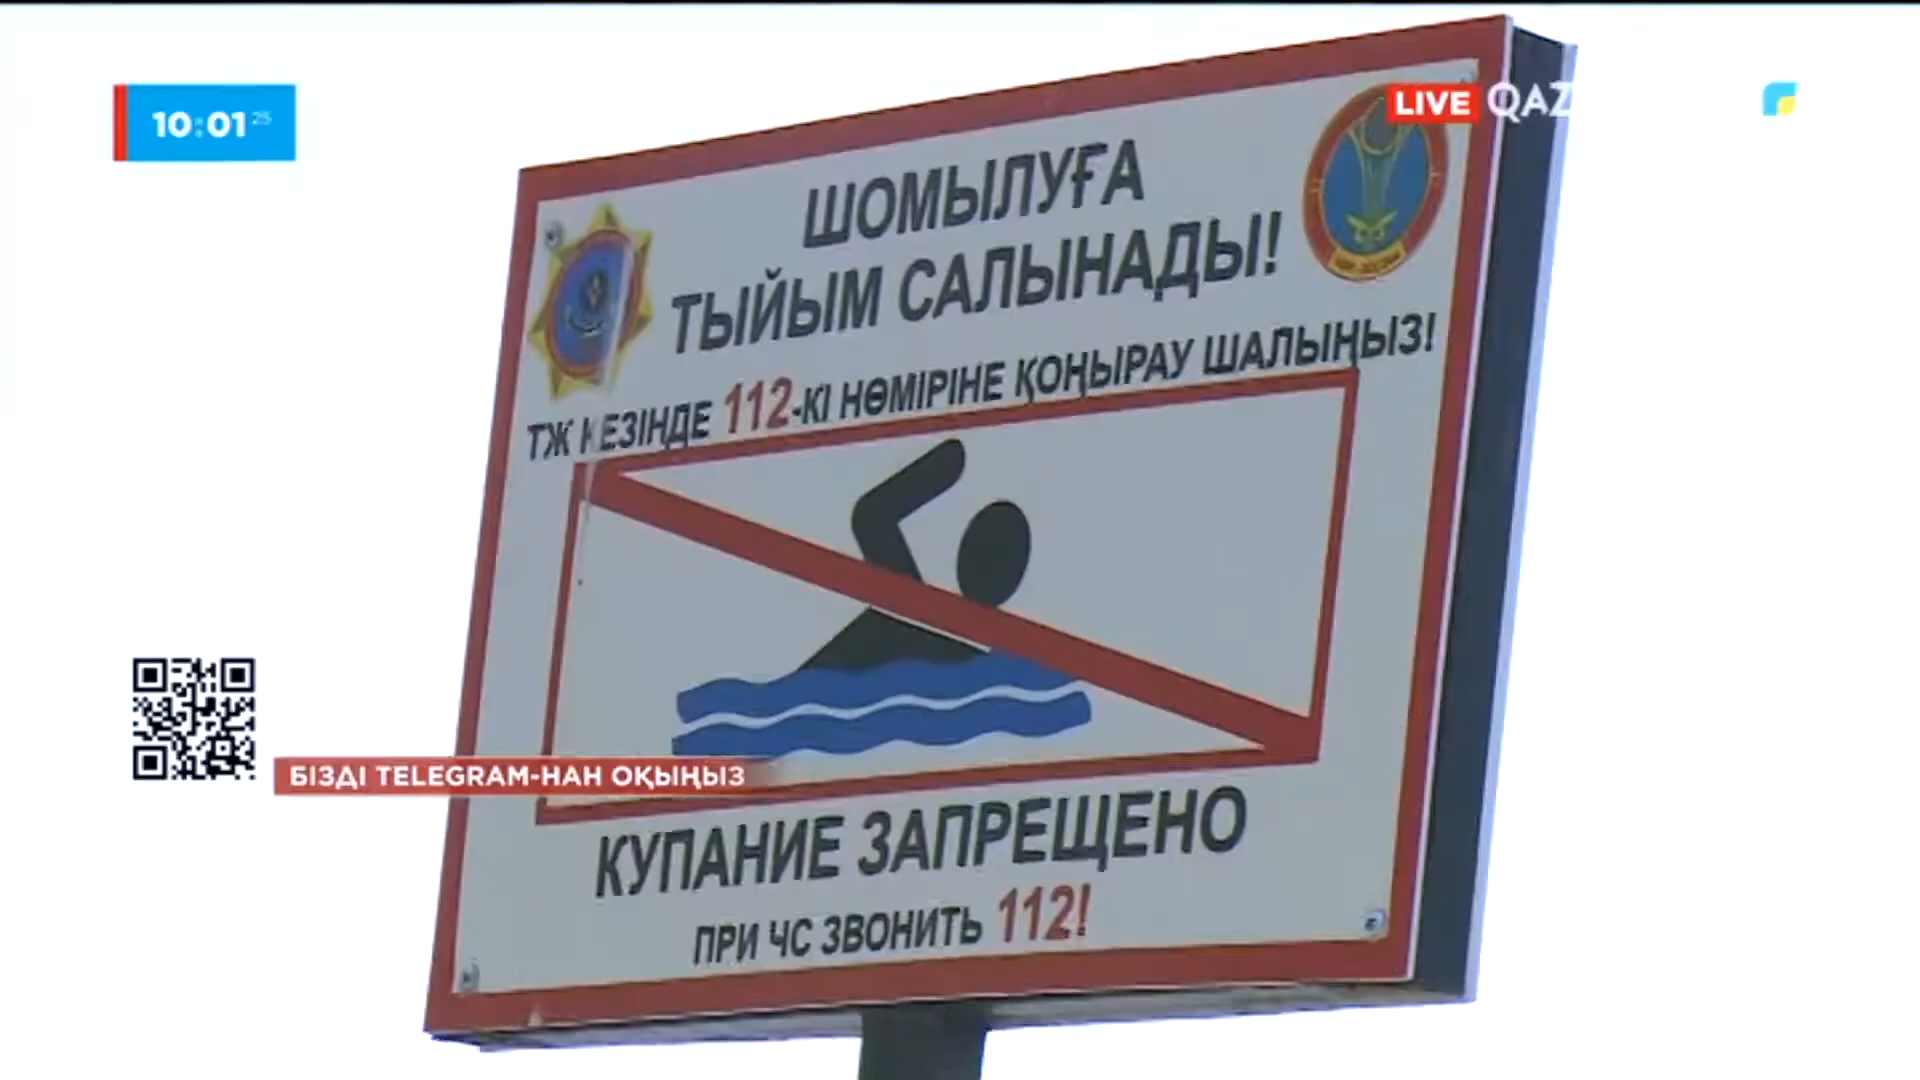 10:01 25
LIVE QAZ
ШОМЫЛУҒА
ТЫЙЫМ САЛЫНАДЫ!
ТЖ КЕЗІНДЕ 112-КІ НӨМІРІНЕ ҚОҢЫРАУ ШАЛЫҢЫЗ!
БІЗДІ TELEGRAM-НАН ОҚЫҢЫЗ
КУПАНИЕ ЗАПРЕЩЕНО
ПРИ ЧС ЗВОНИТЬ 112!